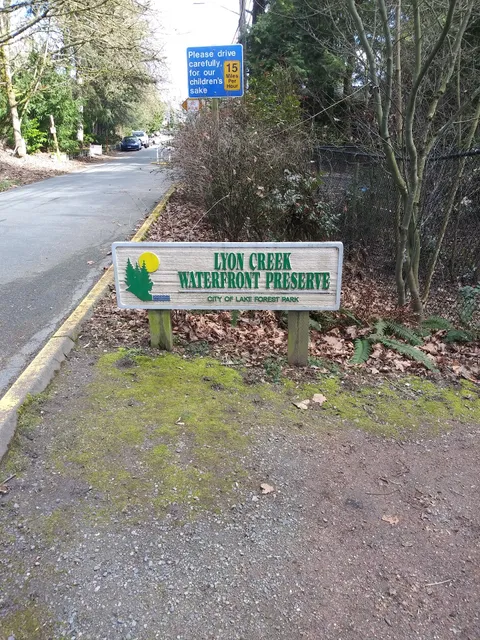 Please drive
carefully.
for our
children's
sake
15
Miles
Per
Hour
LYON CREEK
WATERFRONT PRESERVE
CITY OF LAKE FOREST PARK